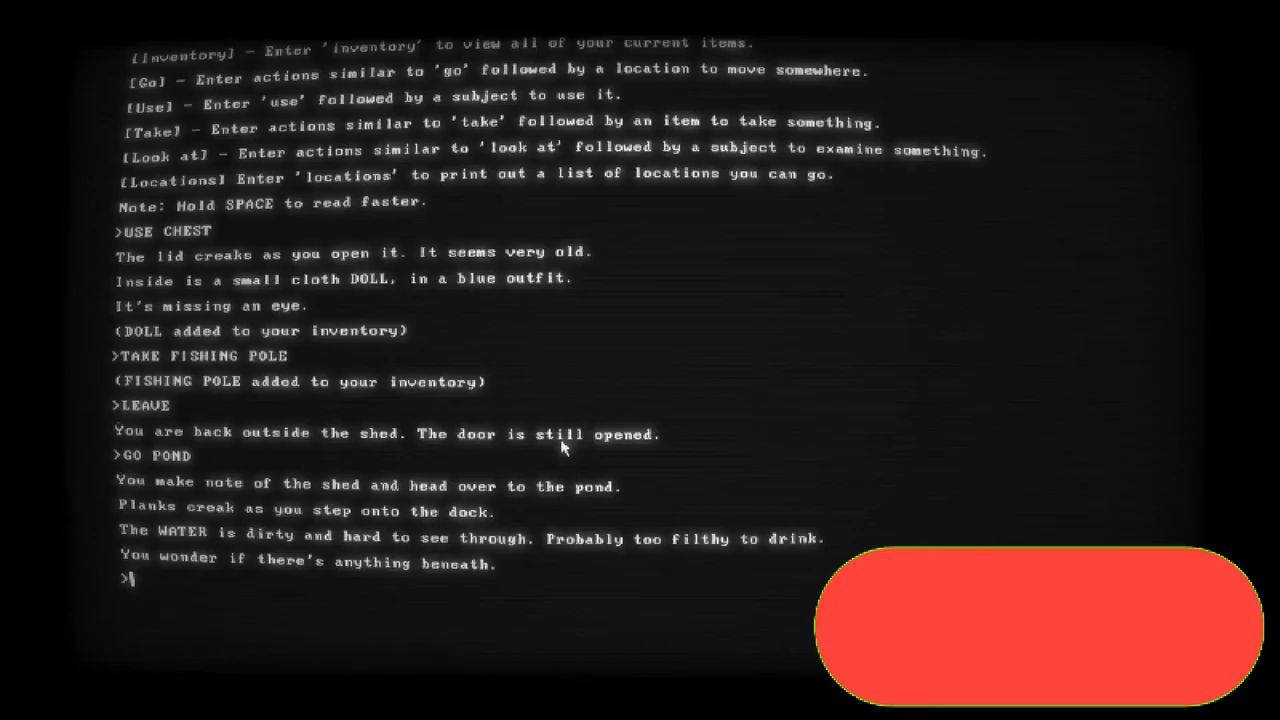 [Inventory] - Enter 'inventory' to view all of your current items.
[Go] - Enter actions similar to 'go' followed by a location to move somewhere.
[Use] - Enter 'use' followed by a subject to use it.
[Take] - Enter actions similar to 'take' followed by an item to take something.
[Look at] - Enter actions similar to 'look at' followed by a subject to examine something.
[Locations] Enter 'locations' to print out a list of locations you can go.
Note: Hold SPACE to read faster.
>USE CHEST
The lid creaks as you open it. It seems very old.
Inside is a small cloth DOLL, in a blue outfit.
It's missing an eye.
(DOLL added to your inventory)
>TAKE FISHING POLE
(FISHING POLE added to your inventory)
>LEAVE
You are back outside the shed. The door is still opened.
>GO POND
You make note of the shed and head over to the pond.
Planks creak as you step onto the dock.
The WATER is dirty and hard to see through. Probably too filthy to drink.
You wonder if there's anything beneath.
>